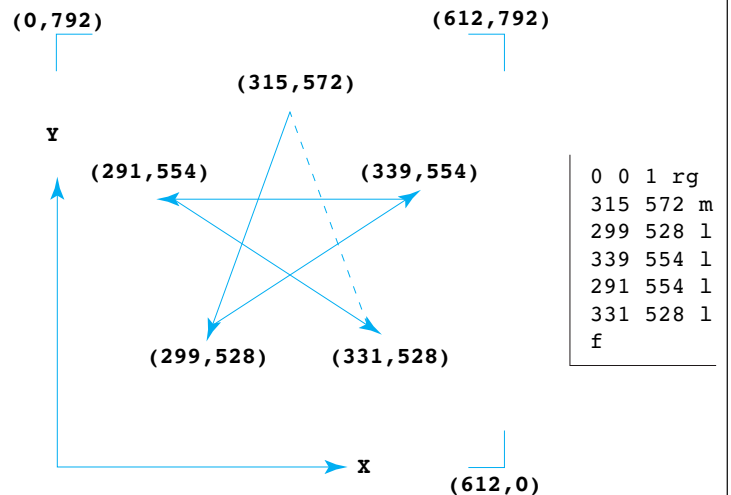 (0,792)
(612,792)
(315,572)
Y
(291,554)
(339,554)
(299,528)
(331,528)
X
(612,0)
0 0 1 rg
315 572 m
299 528 l
339 554 l
291 554 l
331 528 l
f